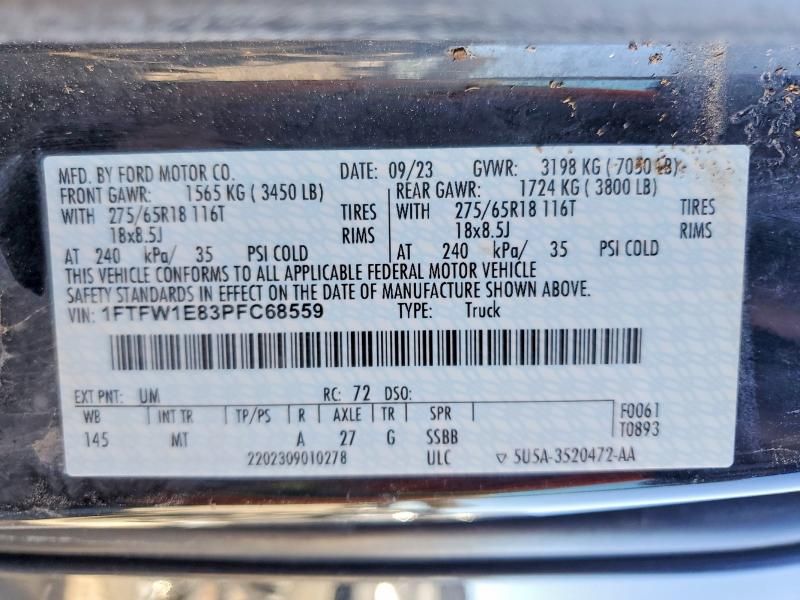 MFD. BY FORD MOTOR CO. DATE: 09/23 GVWR: 3198 KG ( 7050 LB)
FRONT GAWR: 1565 KG ( 3450 LB) REAR GAWR: 1724 KG ( 3800 LB)
WITH 275/65R18 116T TIRES WITH 275/65R18 116T TIRES
18x8.5J RIMS 18x8.5J RIMS
AT 240 kPa/ 35 PSI COLD AT 240 kPa/ 35 PSI COLD
THIS VEHICLE CONFORMS TO ALL APPLICABLE FEDERAL MOTOR VEHICLE
SAFETY STANDARDS IN EFFECT ON THE DATE OF MANUFACTURE SHOWN ABOVE.
VIN: 1FTFW1E83PFC68559 TYPE: Truck
EXT PNT: UM RC: 72 DSO:
WB INT TR TP/PS R AXLE TR SPR F0061
145 MT A 27 G SSBB T0893
2202309010278 ULC ▽ 5U5A-3520472-AA